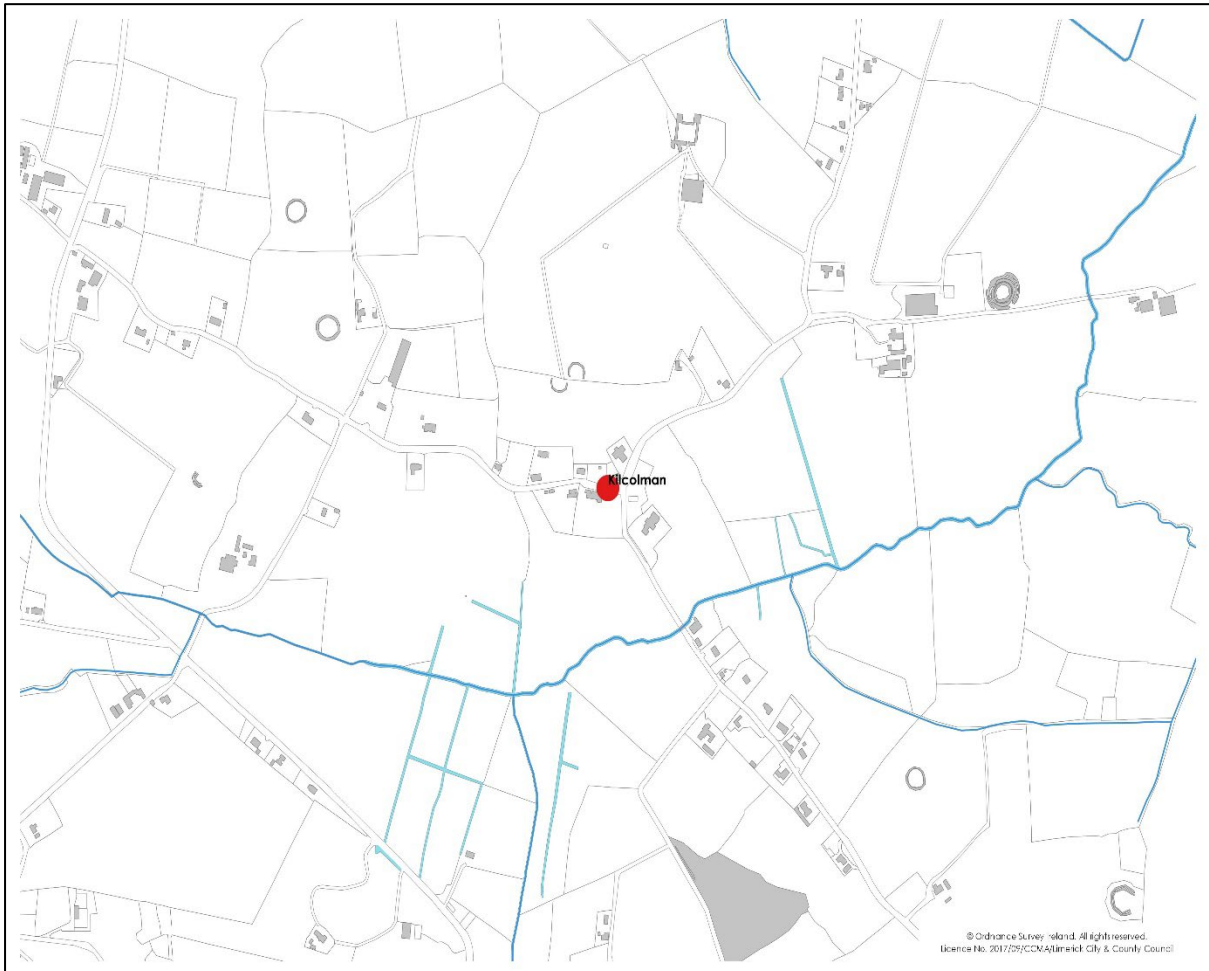 Kilcolman
© Ordnance Survey Ireland. All rights reserved.
Licence No. 2017/09/CCMA/Limerick City & County Council